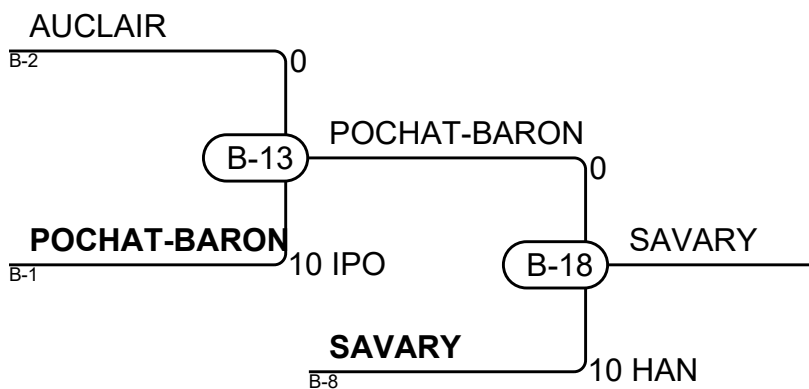 AUCLAIR
B-2
0
B-13
POCHAT-BARON
0
POCHAT-BARON
B-1
10 IPO
B-18
SAVARY
SAVARY
B-8
10 HAN